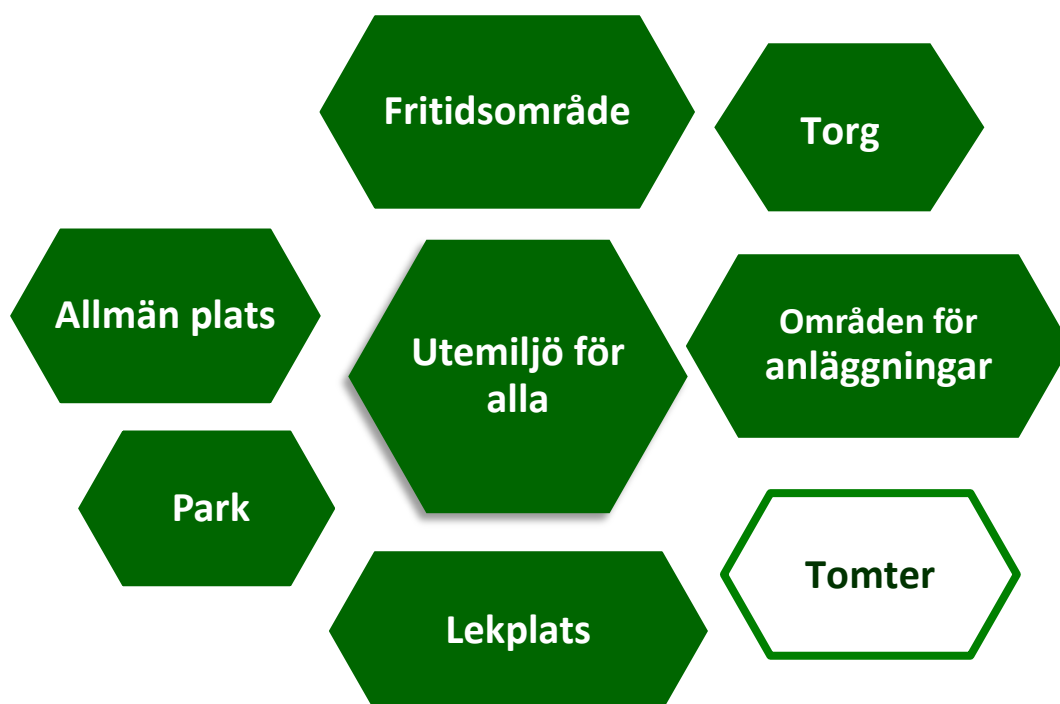 Fritidsområde
Torg
Allmän plats
Utemiljö för
alla
Områden för
anläggningar
Park
Tomter
Lekplats